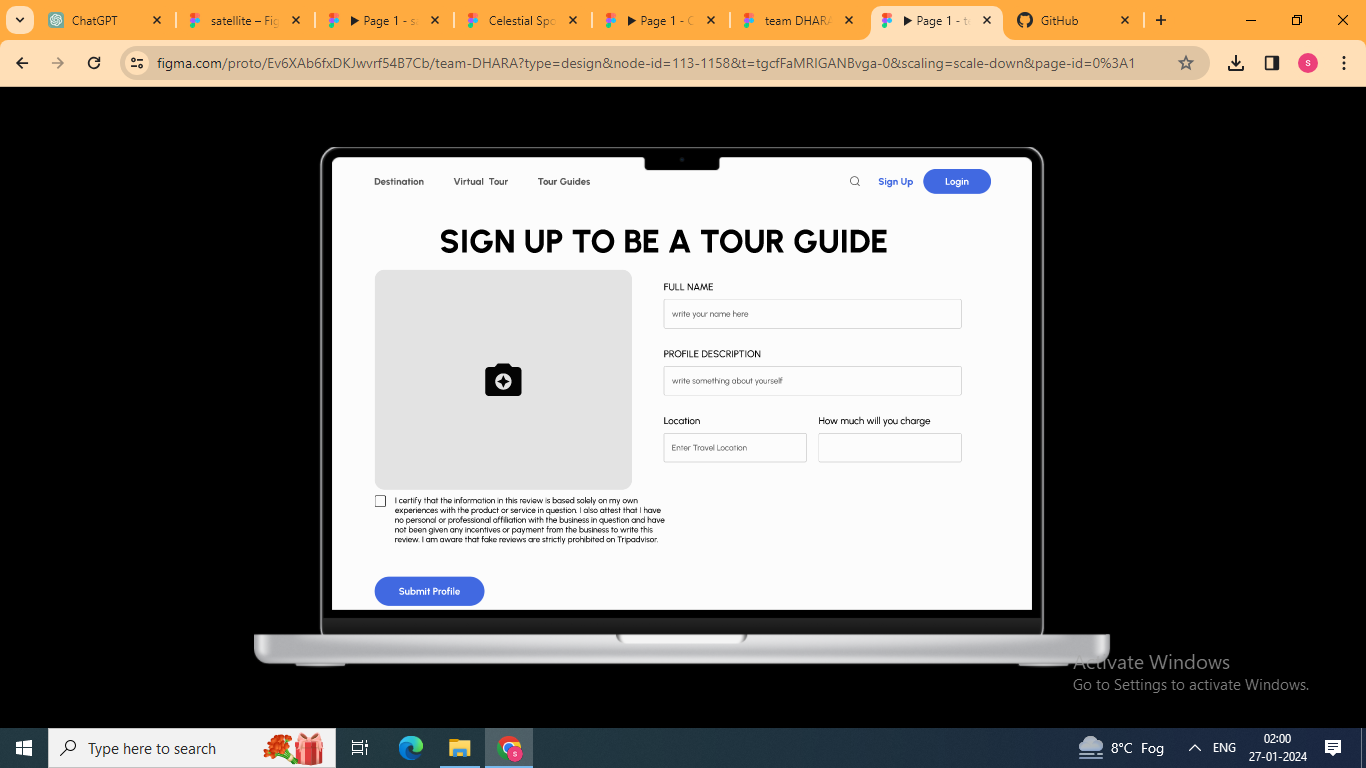 ChatGPT
satellite – Fig
Page 1 - s
Celestial Spo
Page 1 - C
team DHARA
Page 1 - t
GitHub
figma.com/proto/Ev6XAb6fxDKJwvrf54B7Cb/team-DHARA?type=design&node-id=113-1158&t=tgcfFaMRIGANBvga-0&scaling=scale-down&page-id=0%3A1
S
Destination Virtual Tour Tour Guides Sign Up Login
SIGN UP TO BE A TOUR GUIDE
FULL NAME
write your name here
PROFILE DESCRIPTION
write something about yourself
Location How much will you charge
Enter Travel Location
I certify that the information in this review is based solely on my own
experiences with the product or service in question. I also attest that I have
no personal or professional affiliation with the business in question and have
not been given any incentives or payment from the business to write this
review. I am aware that fake reviews are strictly prohibited on Tripadvisor.
Submit Profile
Activate Windows
Go to Settings to activate Windows.
Type here to search
8°C Fog
ENG
02:00
27-01-2024